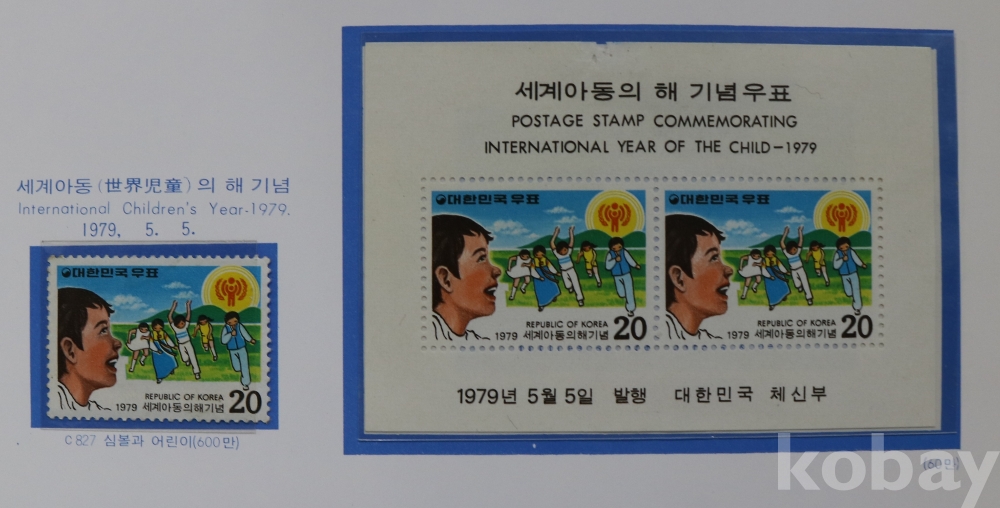 세계아동(世界児童)의 해 기념
International Children's Year-1979.
1979. 5. 5.
대한민국우표
REPUBLIC OF KOREA
1979 세계아동의해기념 20
C827 심볼과 어린이(600만)
세계아동의 해 기념우표
POSTAGE STAMP COMMEMORATING
INTERNATIONAL YEAR OF THE CHILD-1979
대한민국우표
REPUBLIC OF KOREA
1979 세계아동의해기념 20
대한민국우표
REPUBLIC OF KOREA
1979 세계아동의해기념 20
1979년 5월 5일 발행 대한민국 체신부
(60만)
kobay